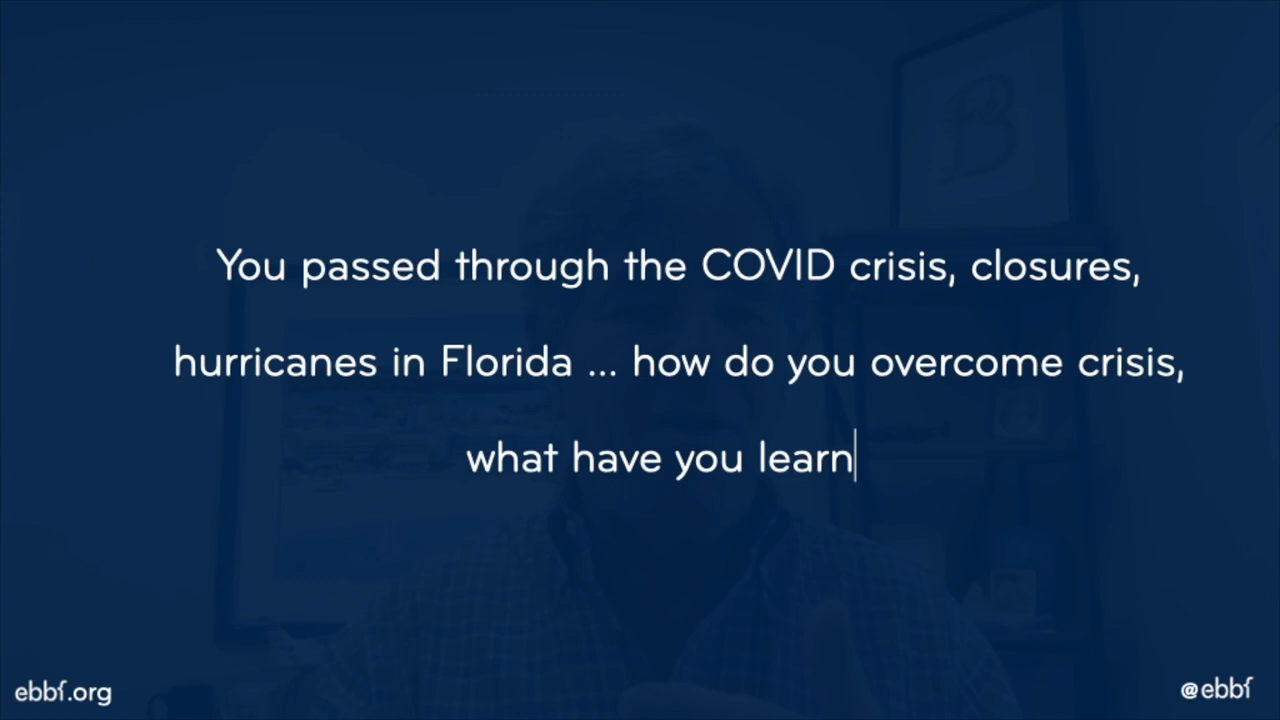 You passed through the COVID crisis, closures,
hurricanes in Florida ... how do you overcome crisis,
what have you learn
ebbf.org
@ebbf